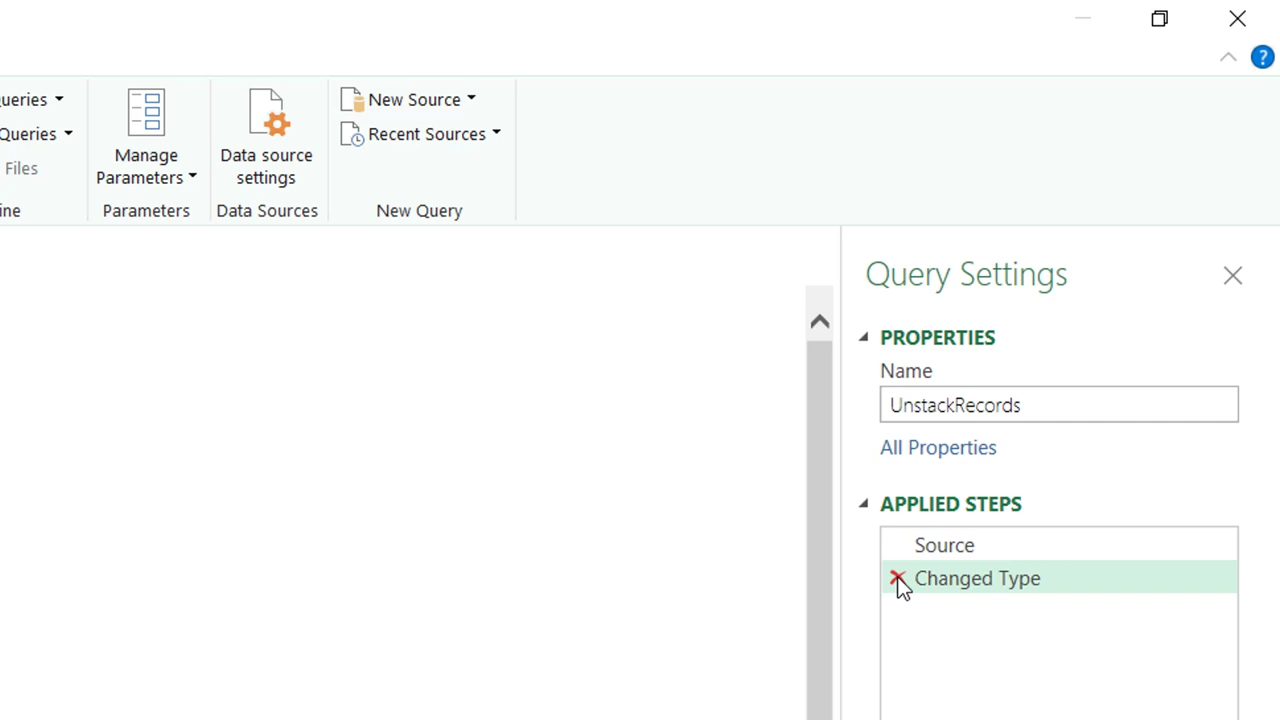 ?
ueries
New Source
Queries
Recent Sources
Manage
Parameters
Data source
settings
Files
ine
Parameters
Data Sources
New Query
Query Settings
PROPERTIES
Name
UnstackRecords
All Properties
APPLIED STEPS
Source
Changed Type